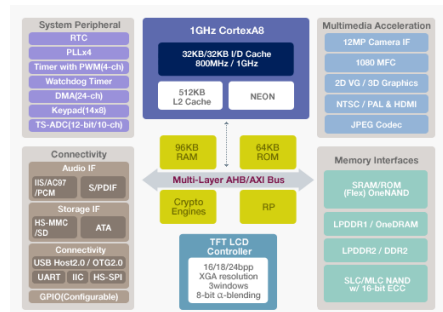 System Peripheral
RTC
PLLx4
Timer with PWM(4-ch)
Watchdog Timer
DMA(24-ch)
Keypad(14x8)
TS-ADC(12-bit/10-ch)
1GHz CortexA8
32KB/32KB I/D Cache
800MHz / 1GHz
512KB
L2 Cache
NEON
Multimedia Acceleration
12MP Camera IF
1080 MFC
2D VG / 3D Graphics
NTSC / PAL & HDMI
JPEG Codec
Connectivity
Audio IF
IIS/AC97
/PCM
S/PDIF
Storage IF
HS-MMC
/SD
ATA
Connectivity
USB Host2.0 / OTG2.0
UART
IIC
HS-SPI
GPIO(Configurable)
96KB
RAM
64KB
ROM
Multi-Layer AHB/AXI Bus
Crypto
Engines
RP
TFT LCD
Controller
16/18/24bpp
XGA resolution
3windows
8-bit α-blending
Memory Interfaces
SRAM/ROM
(Flex) OneNAND
LPDDR1 / OneDRAM
LPDDR2 / DDR2
SLC/MLC NAND
w/ 16-bit ECC